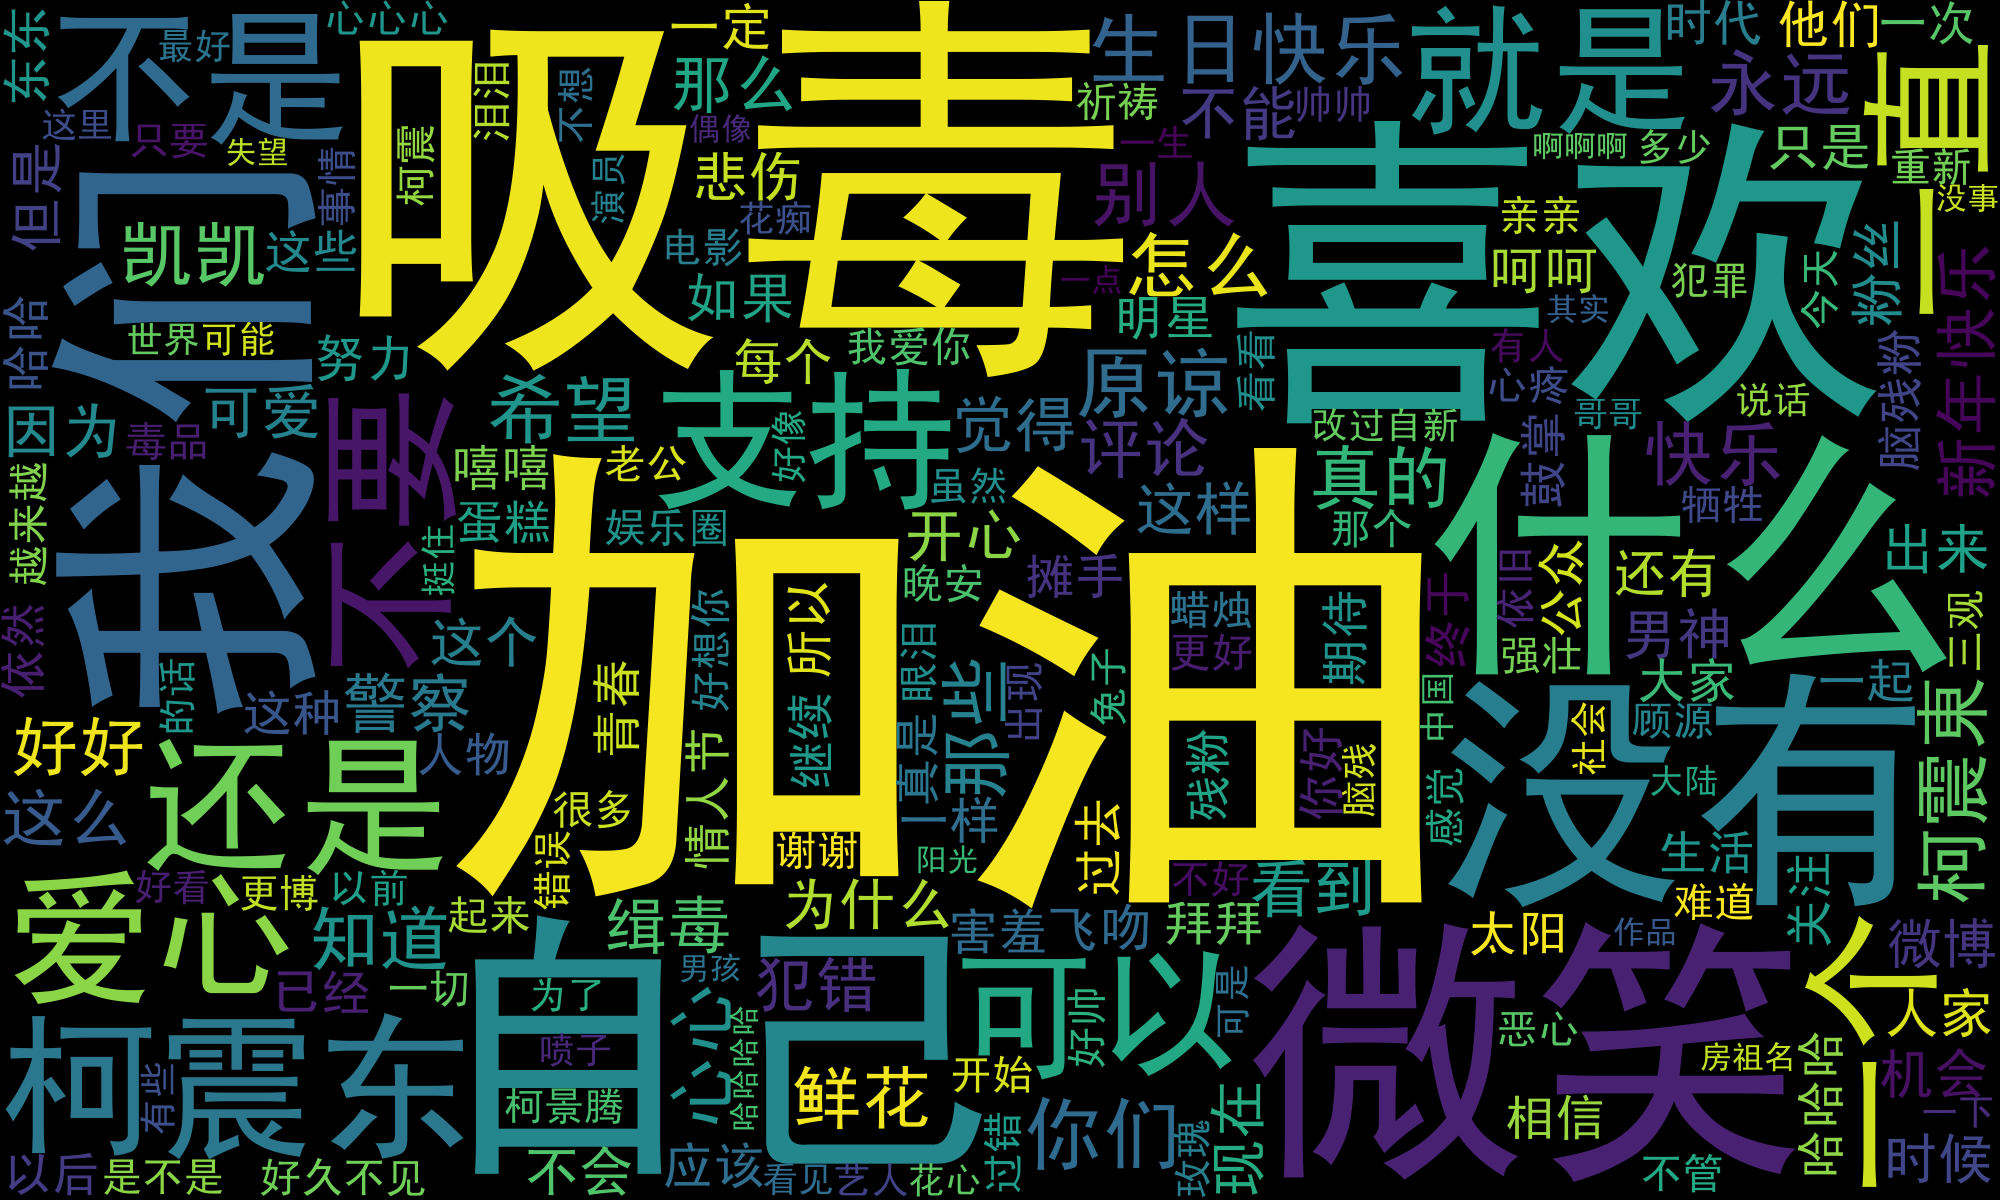 东东
不是
最好
心心心
这里
只要
失望
但是
我们
凯凯
这些
事情
哈哈
世界
可能
努力
因为
毒品
可爱
不要
越来越
依然
吸毒
柯震
泪泪
不想
演员
一定
那么
偶像
悲伤
花痴
电影
如果
一点
每个
我爱你
生日快乐
祈祷
不能
帅帅
一生
别人
怎么
明星
就是
时代
他们
一次
永远
一直
啊啊啊
多少
只是
重新
没事
喜欢
亲亲
呵呵
犯罪
今天
粉丝
其实
有人
心疼
看看
脑残粉
新年快乐
说话
哥哥
改过自新
希望
支持
好像
觉得
原谅
评论
嘻嘻
老公
虽然
蛋糕
娱乐圈
开心
这样
真的
那个
鼓掌
快乐
牺牲
什么
出来
挺住
晚安
摊手
加油
这个
的话
这种
警察
人物
好好
这么
还是
青春
好想你
所以
继续
眼泪
那些
出现
兔子
蜡烛
更好
期待
终于
依旧
公众
还有
强壮
男神
大家
三观
中国
社会
顾源
一起
柯震東
没有
大陆
感觉
残粉
你好
脑残
情人节
真是
一样
过去
很多
错误
谢谢
阳光
爱心
好看
更博
以前
知道
起来
缉毒
为什么
害羞
飞吻
不好
看到
拜拜
生活
关注
难道
太阳
作品
微博
已经
一切
自己
为了
男孩
犯错
可以
可是
微笑
一个
人家
柯震东
有些
喷子
柯景腾
心心
哈哈哈哈
鲜花
开始
好帅
恶心
房祖名
哈哈哈
机会
一下
以后
是不是
好久不见
不会
应该
看见
艺人
花心
过错
你们
玫瑰
现在
相信
不管
时候